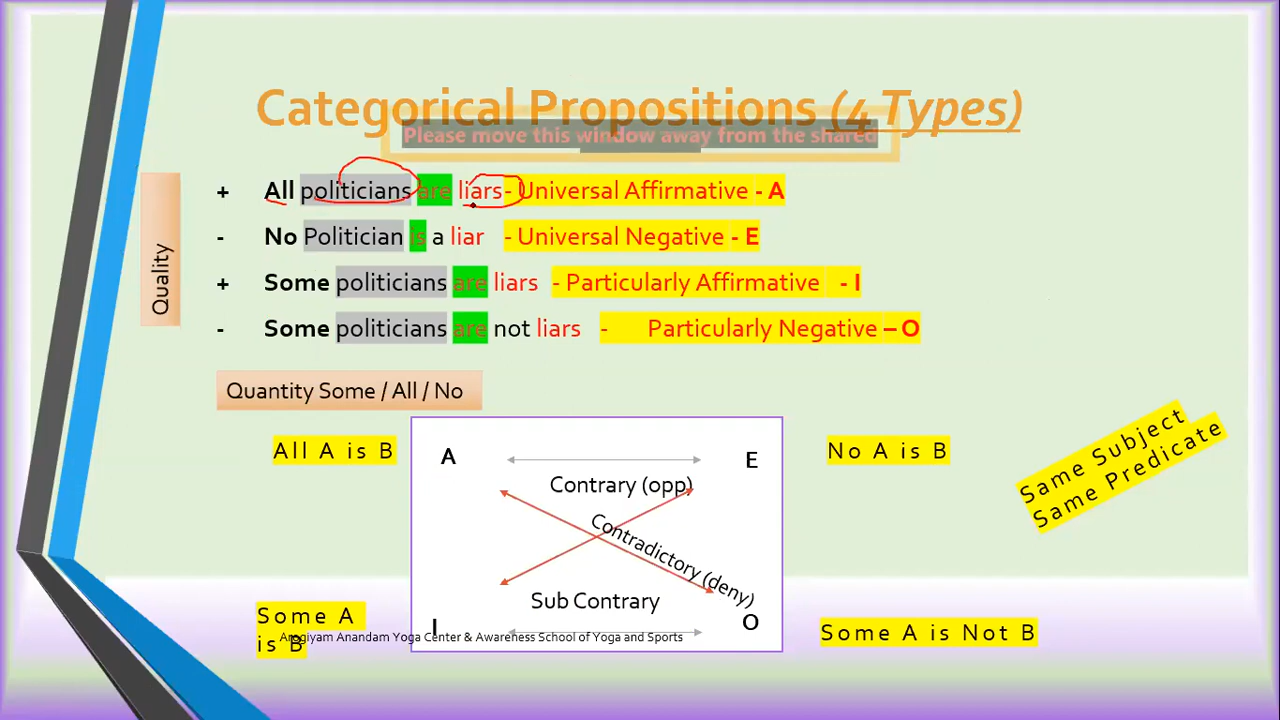 Categorical Propositions (4 Types)
Please move this window away from the shared
+ All politicians are liars - Universal Affirmative - A
- No Politician is a liar - Universal Negative - E
+ Some politicians are liars - Particularly Affirmative - I
- Some politicians are not liars - Particularly Negative – O
Quality
Quantity Some / All / No
All A is B
A
E
No A is B
Contrary (opp)
Contradictory (deny)
Same Subject
Same Predicate
Sub Contrary
Some A
is B
I
O
Some A is Not B
Arogiyam Anandam Yoga Center & Awareness School of Yoga and Sports